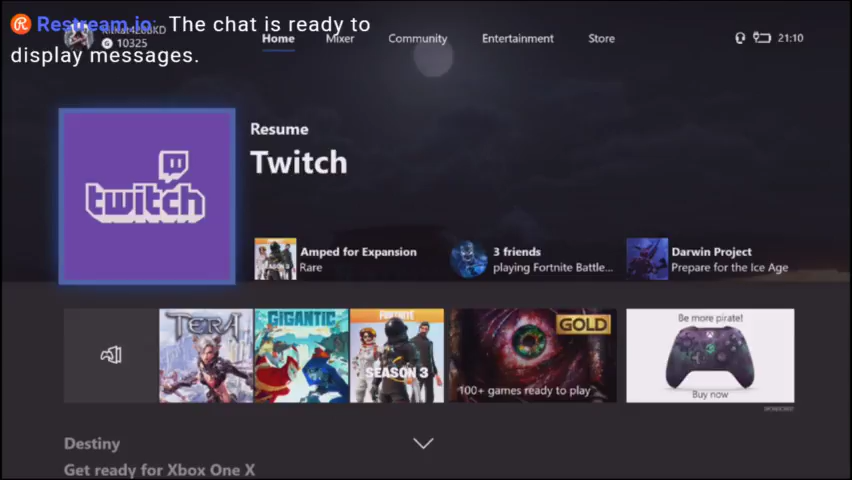 Restream.io: The chat is ready to
display messages.
10325
Home
Mixer
Community
Entertainment
Store
21:10
Resume
Twitch
twitch
Amped for Expansion
Rare
3 friends
playing Fortnite Battle...
Darwin Project
Prepare for the Ice Age
SEASON 3
TERA
GIGANTIC
FORTNITE
SEASON 3
GOLD
100+ games ready to play
Be more pirate!
Buy now
Destiny
Get ready for Xbox One X